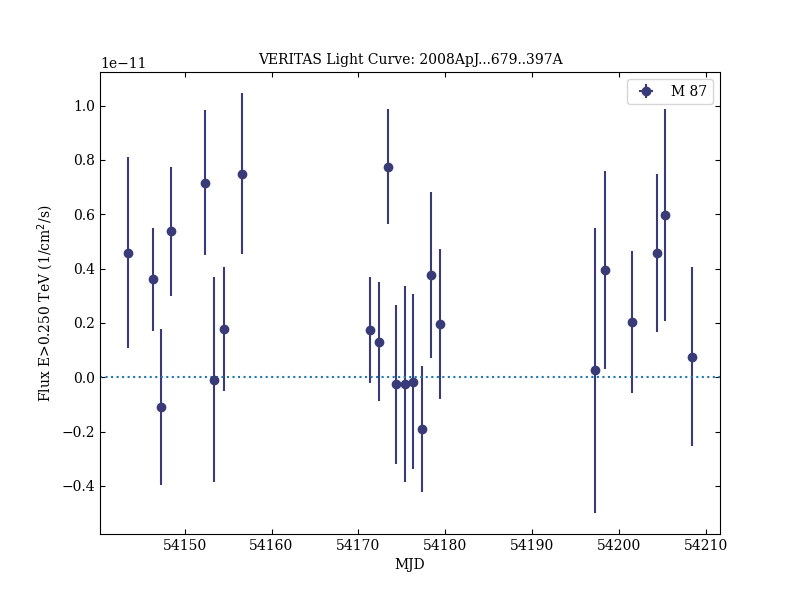 VERITAS Light Curve: 2008ApJ...679..397A
1e−11
M 87
1.0
0.8
0.6
0.4
0.2
0.0
−0.2
−0.4
Flux E>0.250 TeV (1/cm²/s)
54150 54160 54170 54180 54190 54200 54210
MJD